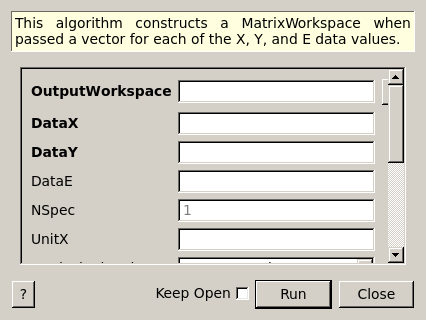 This algorithm constructs a MatrixWorkspace when
passed a vector for each of the X, Y, and E data values.
OutputWorkspace
DataX
DataY
DataE
NSpec 1
UnitX
? Keep Open Run Close